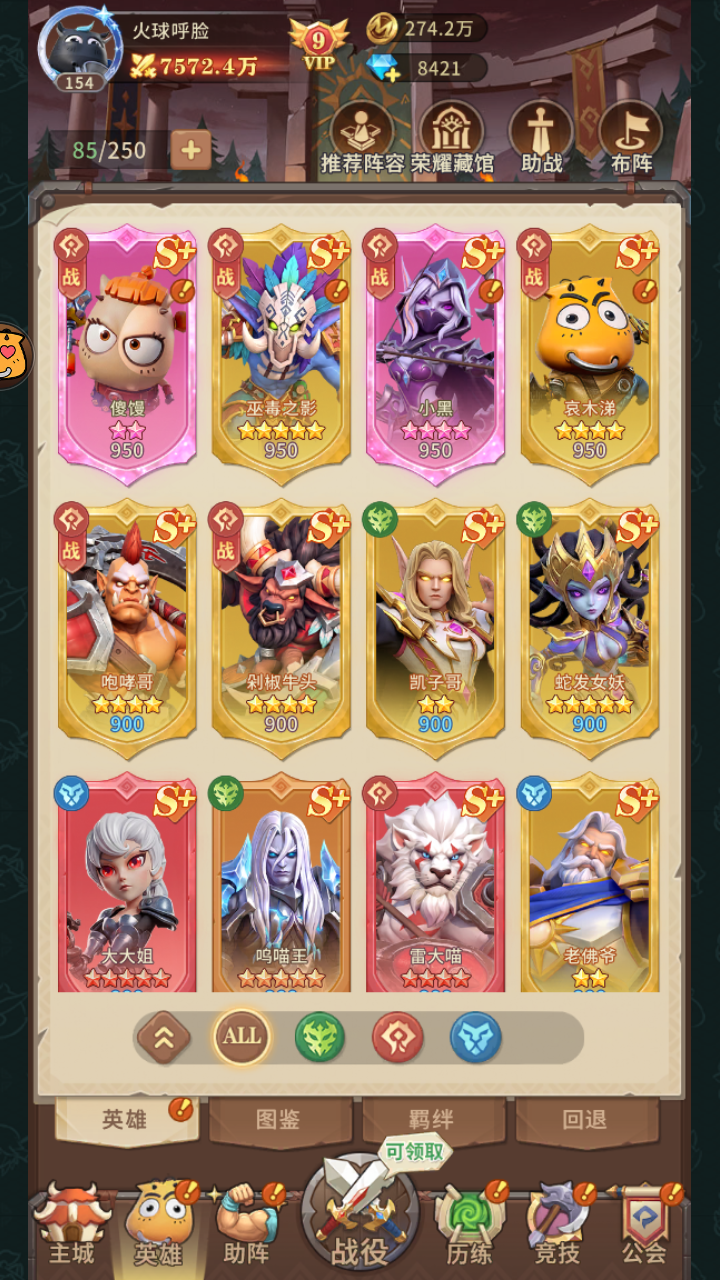 火球呼脸
9
VIP
274.2万
154
7572.4万
8421
85/250
推荐阵容 荣耀藏馆 助战 布阵
战 S+ 战 S+ 战 S+ 战 S+
傻馒 巫毒之影 小黑 哀木涕
950 950 950 950
战 S+ 战 S+ S+ S+
咆哮哥 剁椒牛头 凯子哥 蛇发女妖
900 900 900 900
S+ S+ S+ S+
大大姐 呜喵王 雷大喵 老佛爷
ALL
英雄 图鉴 羁绊 回退
可领取
主城 英雄 助阵 战役 历练 竞技 公会